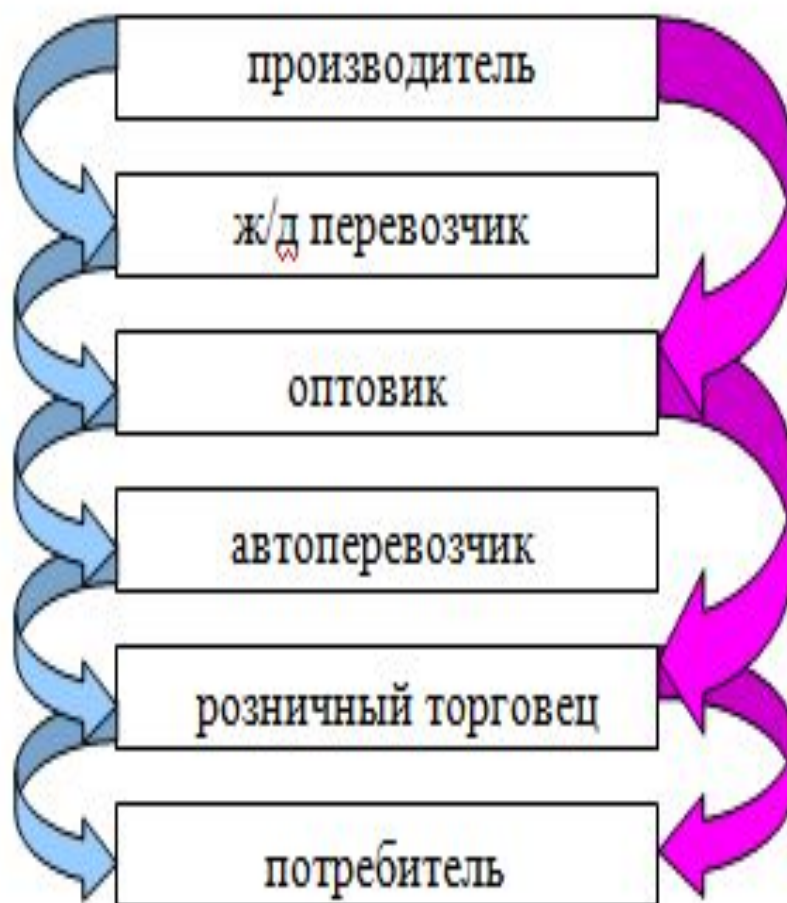 производитель
ж/д перевозчик
оптовик
автоперевозчик
розничный торговец
потребитель